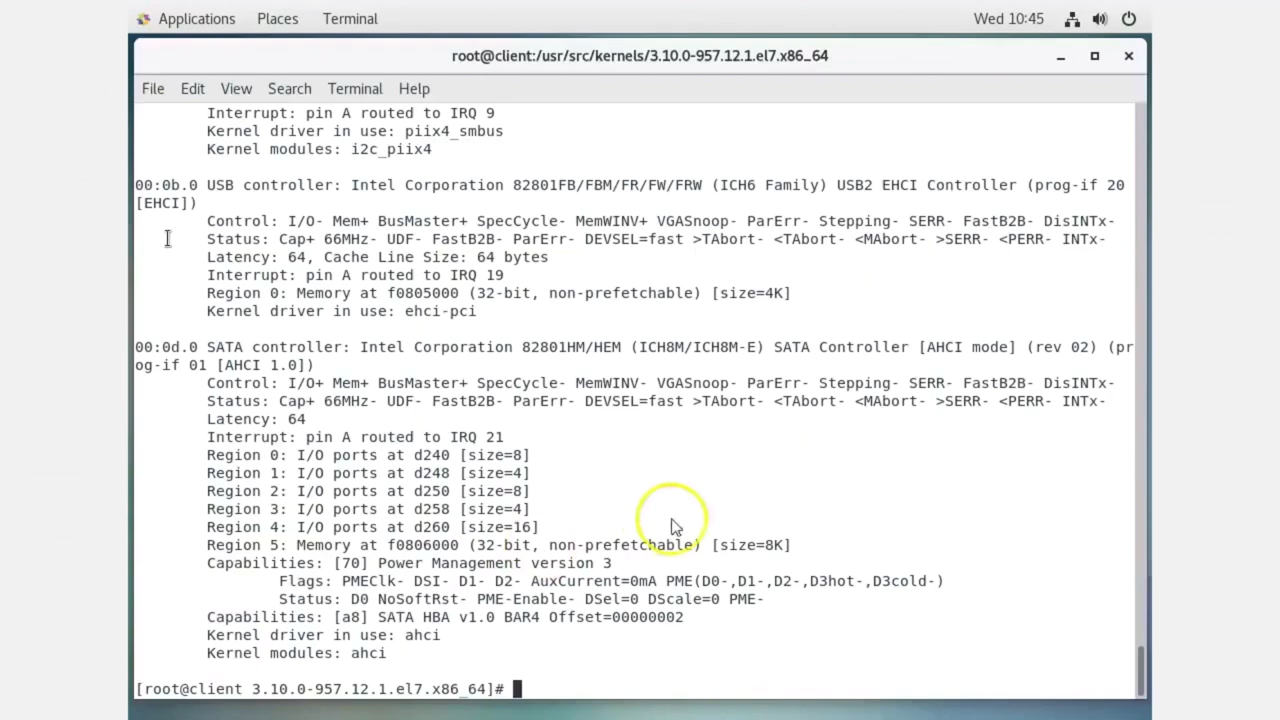 Applications Places Terminal Wed 10:45
root@client:/usr/src/kernels/3.10.0-957.12.1.el7.x86_64
File Edit View Search Terminal Help
Interrupt: pin A routed to IRQ 9
Kernel driver in use: piix4_smbus
Kernel modules: i2c_piix4
00:0b.0 USB controller: Intel Corporation 82801FB/FBM/FR/FW/FRW (ICH6 Family) USB2 EHCI Controller (prog-if 20
[EHCI])
Control: I/O- Mem+ BusMaster+ SpecCycle- MemWINV+ VGASnoop- ParErr- Stepping- SERR- FastB2B- DisINTx-
Status: Cap+ 66MHz- UDF- FastB2B- ParErr- DEVSEL=fast >TAbort- <TAbort- <MAbort- >SERR- <PERR- INTx-
Latency: 64, Cache Line Size: 64 bytes
Interrupt: pin A routed to IRQ 19
Region 0: Memory at f0805000 (32-bit, non-prefetchable) [size=4K]
Kernel driver in use: ehci-pci
00:0d.0 SATA controller: Intel Corporation 82801HM/HEM (ICH8M/ICH8M-E) SATA Controller [AHCI mode] (rev 02) (pr
og-if 01 [AHCI 1.0])
Control: I/O+ Mem+ BusMaster+ SpecCycle- MemWINV- VGASnoop- ParErr- Stepping- SERR- FastB2B- DisINTx-
Status: Cap+ 66MHz- UDF- FastB2B- ParErr- DEVSEL=fast >TAbort- <TAbort- <MAbort- >SERR- <PERR- INTx-
Latency: 64
Interrupt: pin A routed to IRQ 21
Region 0: I/O ports at d240 [size=8]
Region 1: I/O ports at d248 [size=4]
Region 2: I/O ports at d250 [size=8]
Region 3: I/O ports at d258 [size=4]
Region 4: I/O ports at d260 [size=16]
Region 5: Memory at f0806000 (32-bit, non-prefetchable) [size=8K]
Capabilities: [70] Power Management version 3
Flags: PMEClk- DSI- D1- D2- AuxCurrent=0mA PME(D0-,D1-,D2-,D3hot-,D3cold-)
Status: D0 NoSoftRst- PME-Enable- DSel=0 DScale=0 PME-
Capabilities: [a8] SATA HBA v1.0 BAR4 Offset=00000002
Kernel driver in use: ahci
Kernel modules: ahci
[root@client 3.10.0-957.12.1.el7.x86_64]#